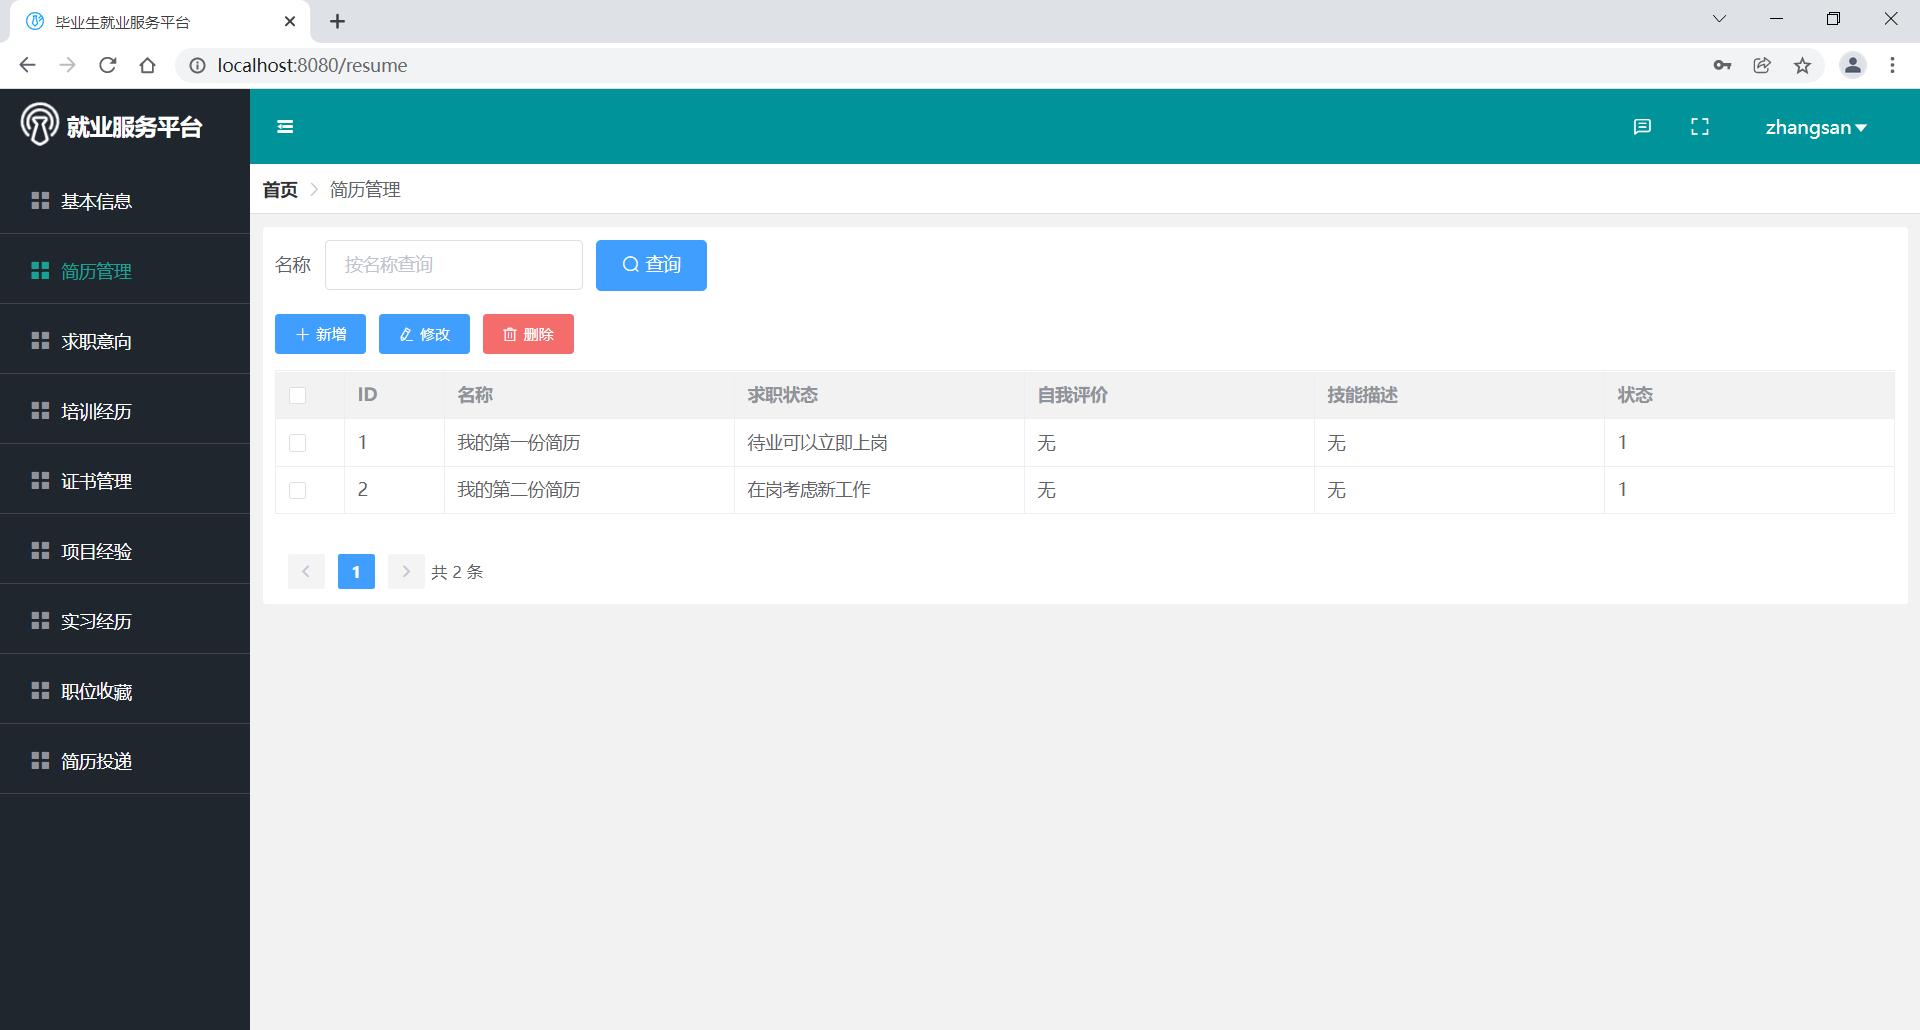 毕业生就业服务平台
localhost:8080/resume
就业服务平台
zhangsan
基本信息
简历管理
求职意向
培训经历
证书管理
项目经验
实习经历
职位收藏
简历投递
首页 简历管理
名称 按名称查询 查询
新增 修改 删除
ID 名称 求职状态 自我评价 技能描述 状态
1 我的第一份简历 待业可以立即上岗 无 无 1
2 我的第二份简历 在岗考虑新工作 无 无 1
1 共 2 条